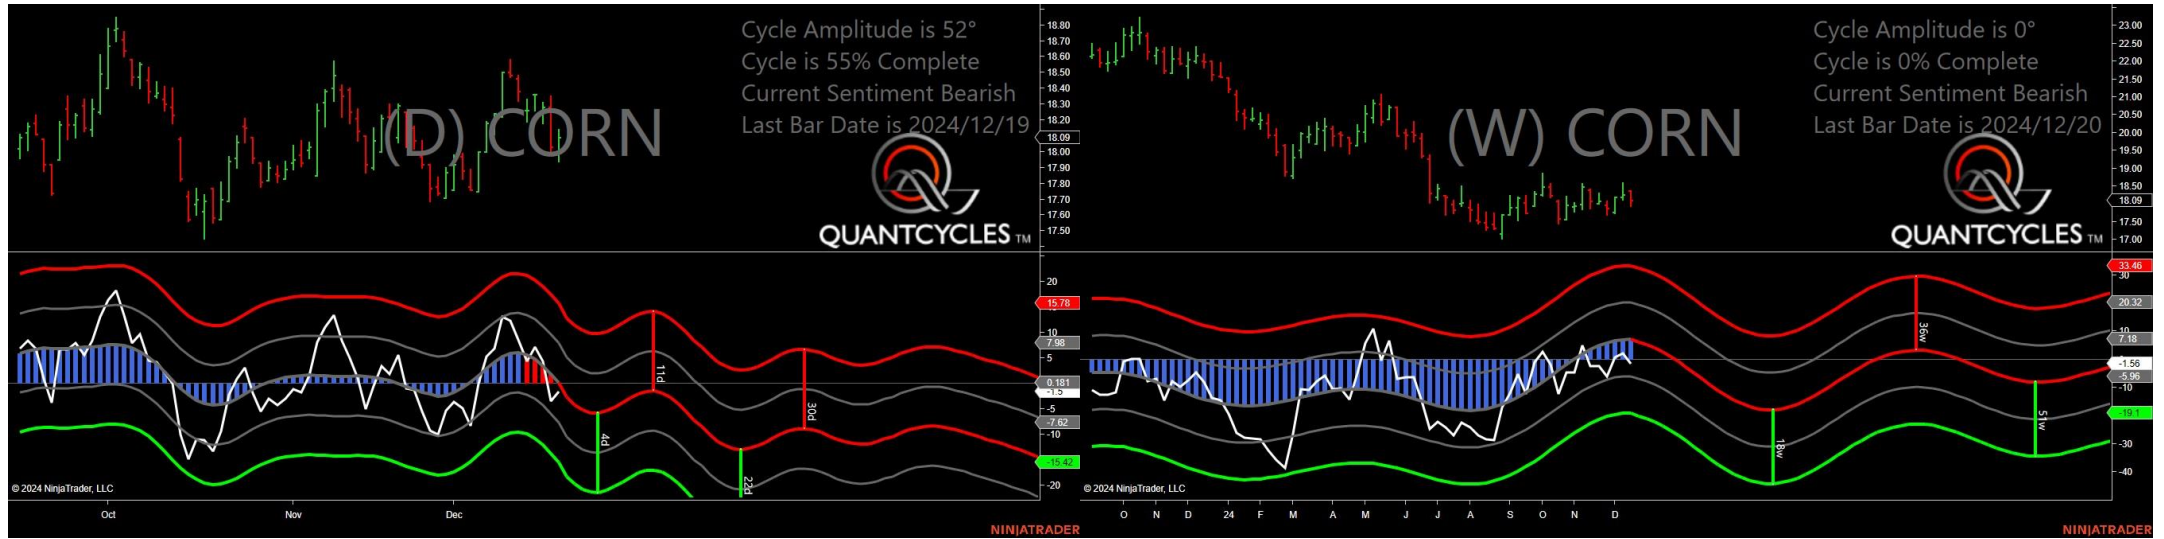 Cycle Amplitude is 52°
Cycle is 55% Complete
Current Sentiment Bearish
Last Bar Date is 2024/12/19
(D) CORN
QUANTCYCLES TM
18.80
18.70
18.60
18.50
18.40
18.30
18.20
18.09
18.00
17.90
17.80
17.70
17.60
17.50
20
15.78
10
7.98
5
0.181
-1.5
-5
-7.62
-10
-15.42
-20
11d
30d
4d
22d
© 2024 NinjaTrader, LLC
Oct
Nov
Dec
NINJATRADER
Cycle Amplitude is 0°
Cycle is 0% Complete
Current Sentiment Bearish
Last Bar Date is 2024/12/20
(W) CORN
QUANTCYCLES TM
23.00
22.50
22.00
21.50
21.00
20.50
20.00
19.50
19.00
18.50
18.09
17.50
17.00
33.46
30
20.32
10
7.18
-1.56
-5.96
-10
-19.1
-30
-40
36w
51w
18w
© 2024 NinjaTrader, LLC
O
N
D
24
F
M
A
M
J
J
A
S
O
N
D
NINJATRADER